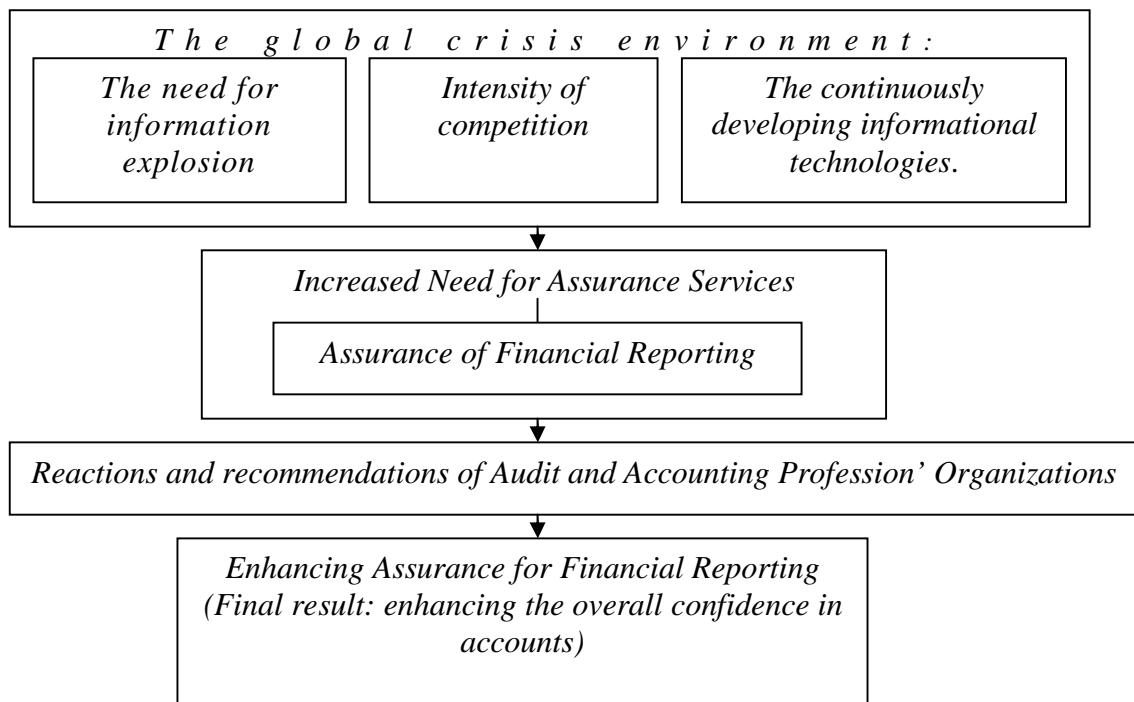 The global crisis environment:
The need for
information
explosion
Intensity of
competition
The continuously
developing informational
technologies.
Increased Need for Assurance Services
Assurance of Financial Reporting
Reactions and recommendations of Audit and Accounting Profession’ Organizations
Enhancing Assurance for Financial Reporting
(Final result: enhancing the overall confidence in
accounts)